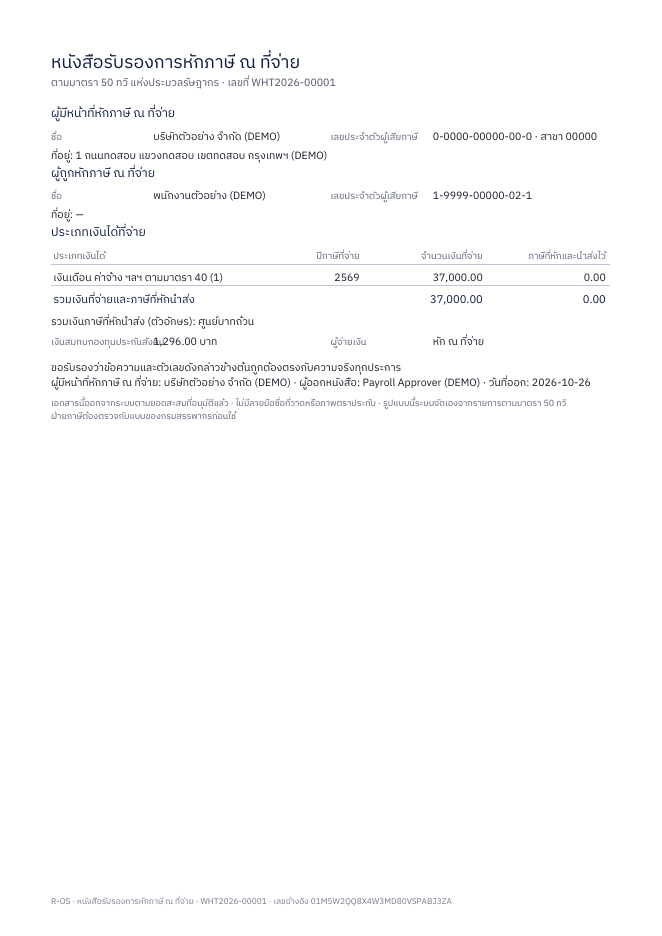 หนังสือรับรองการหักภาษี ณ ที่จ่าย
ตามมาตรา 50 ทวิ แห่งประมวลรัษฎากร · เลขที่ WHT2026-00001
ผู้มีหน้าที่หักภาษี ณ ที่จ่าย
ชื่อ บริษัทตัวอย่าง จำกัด (DEMO) เลขประจำตัวผู้เสียภาษี 0-0000-00000-00-0 · สาขา 00000
ที่อยู่: 1 ถนนทดสอบ แขวงทดสอบ เขตทดสอบ กรุงเทพฯ (DEMO)
ผู้ถูกหักภาษี ณ ที่จ่าย
ชื่อ พนักงานตัวอย่าง (DEMO) เลขประจำตัวผู้เสียภาษี 1-9999-00000-02-1
ที่อยู่: —
ประเภทเงินได้ที่จ่าย
ประเภทเงินได้ ปีภาษีที่จ่าย จำนวนเงินที่จ่าย ภาษีที่หักและนำส่งไว้
เงินเดือน ค่าจ้าง ฯลฯ ตามมาตรา 40 (1) 2569 37,000.00 0.00
รวมเงินที่จ่ายและภาษีที่หักนำส่ง 37,000.00 0.00
รวมเงินภาษีที่หักนำส่ง (ตัวอักษร): ศูนย์บาทถ้วน
เงินสมทบกองทุนประกันสังคม 1,296.00 บาท ผู้จ่ายเงิน หัก ณ ที่จ่าย
ขอรับรองว่าข้อความและตัวเลขดังกล่าวข้างต้นถูกต้องตรงกับความจริงทุกประการ
ผู้มีหน้าที่หักภาษี ณ ที่จ่าย: บริษัทตัวอย่าง จำกัด (DEMO) · ผู้ออกหนังสือ: Payroll Approver (DEMO) · วันที่ออก: 2026-10-26
เอกสารนี้ออกจากระบบตามยอดสะสมที่อนุมัติแล้ว · ไม่มีลายมือชื่อที่วาดหรือภาพตราประทับ · รูปแบบนี้ระบบจัดเองจากรายการตามมาตรา 50 ทวิ
ฝ่ายภาษีต้องตรวจกับแบบของกรมสรรพากรก่อนใช้
R-OS · หนังสือรับรองการหักภาษี ณ ที่จ่าย · WHT2026-00001 · เลขอ้างอิง 01M5W2QQ8X4W3MD80VSPABJ3ZA